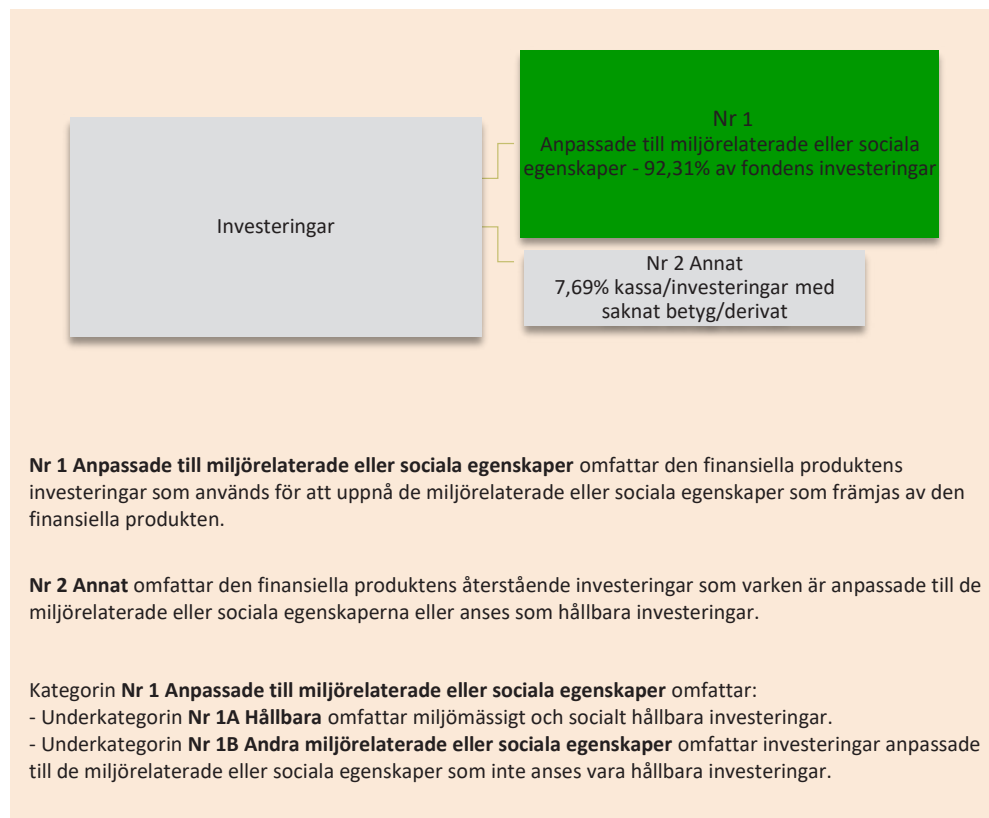 Investeringar
Nr 1
Anpassade till miljörelaterade eller sociala
egenskaper - 92,31% av fondens investeringar
Nr 2 Annat
7,69% kassa/investeringar med
saknat betyg/derivat
Nr 1 Anpassade till miljörelaterade eller sociala egenskaper omfattar den finansiella produktens
investeringar som används för att uppnå de miljörelaterade eller sociala egenskaper som främjas av den
finansiella produkten.
Nr 2 Annat omfattar den finansiella produktens återstående investeringar som varken är anpassade till de
miljörelaterade eller sociala egenskaperna eller anses som hållbara investeringar.
Kategorin Nr 1 Anpassade till miljörelaterade eller sociala egenskaper omfattar:
- Underkategorin Nr 1A Hållbara omfattar miljömässigt och socialt hållbara investeringar.
- Underkategorin Nr 1B Andra miljörelaterade eller sociala egenskaper omfattar investeringar anpassade
till de miljörelaterade eller sociala egenskaper som inte anses vara hållbara investeringar.